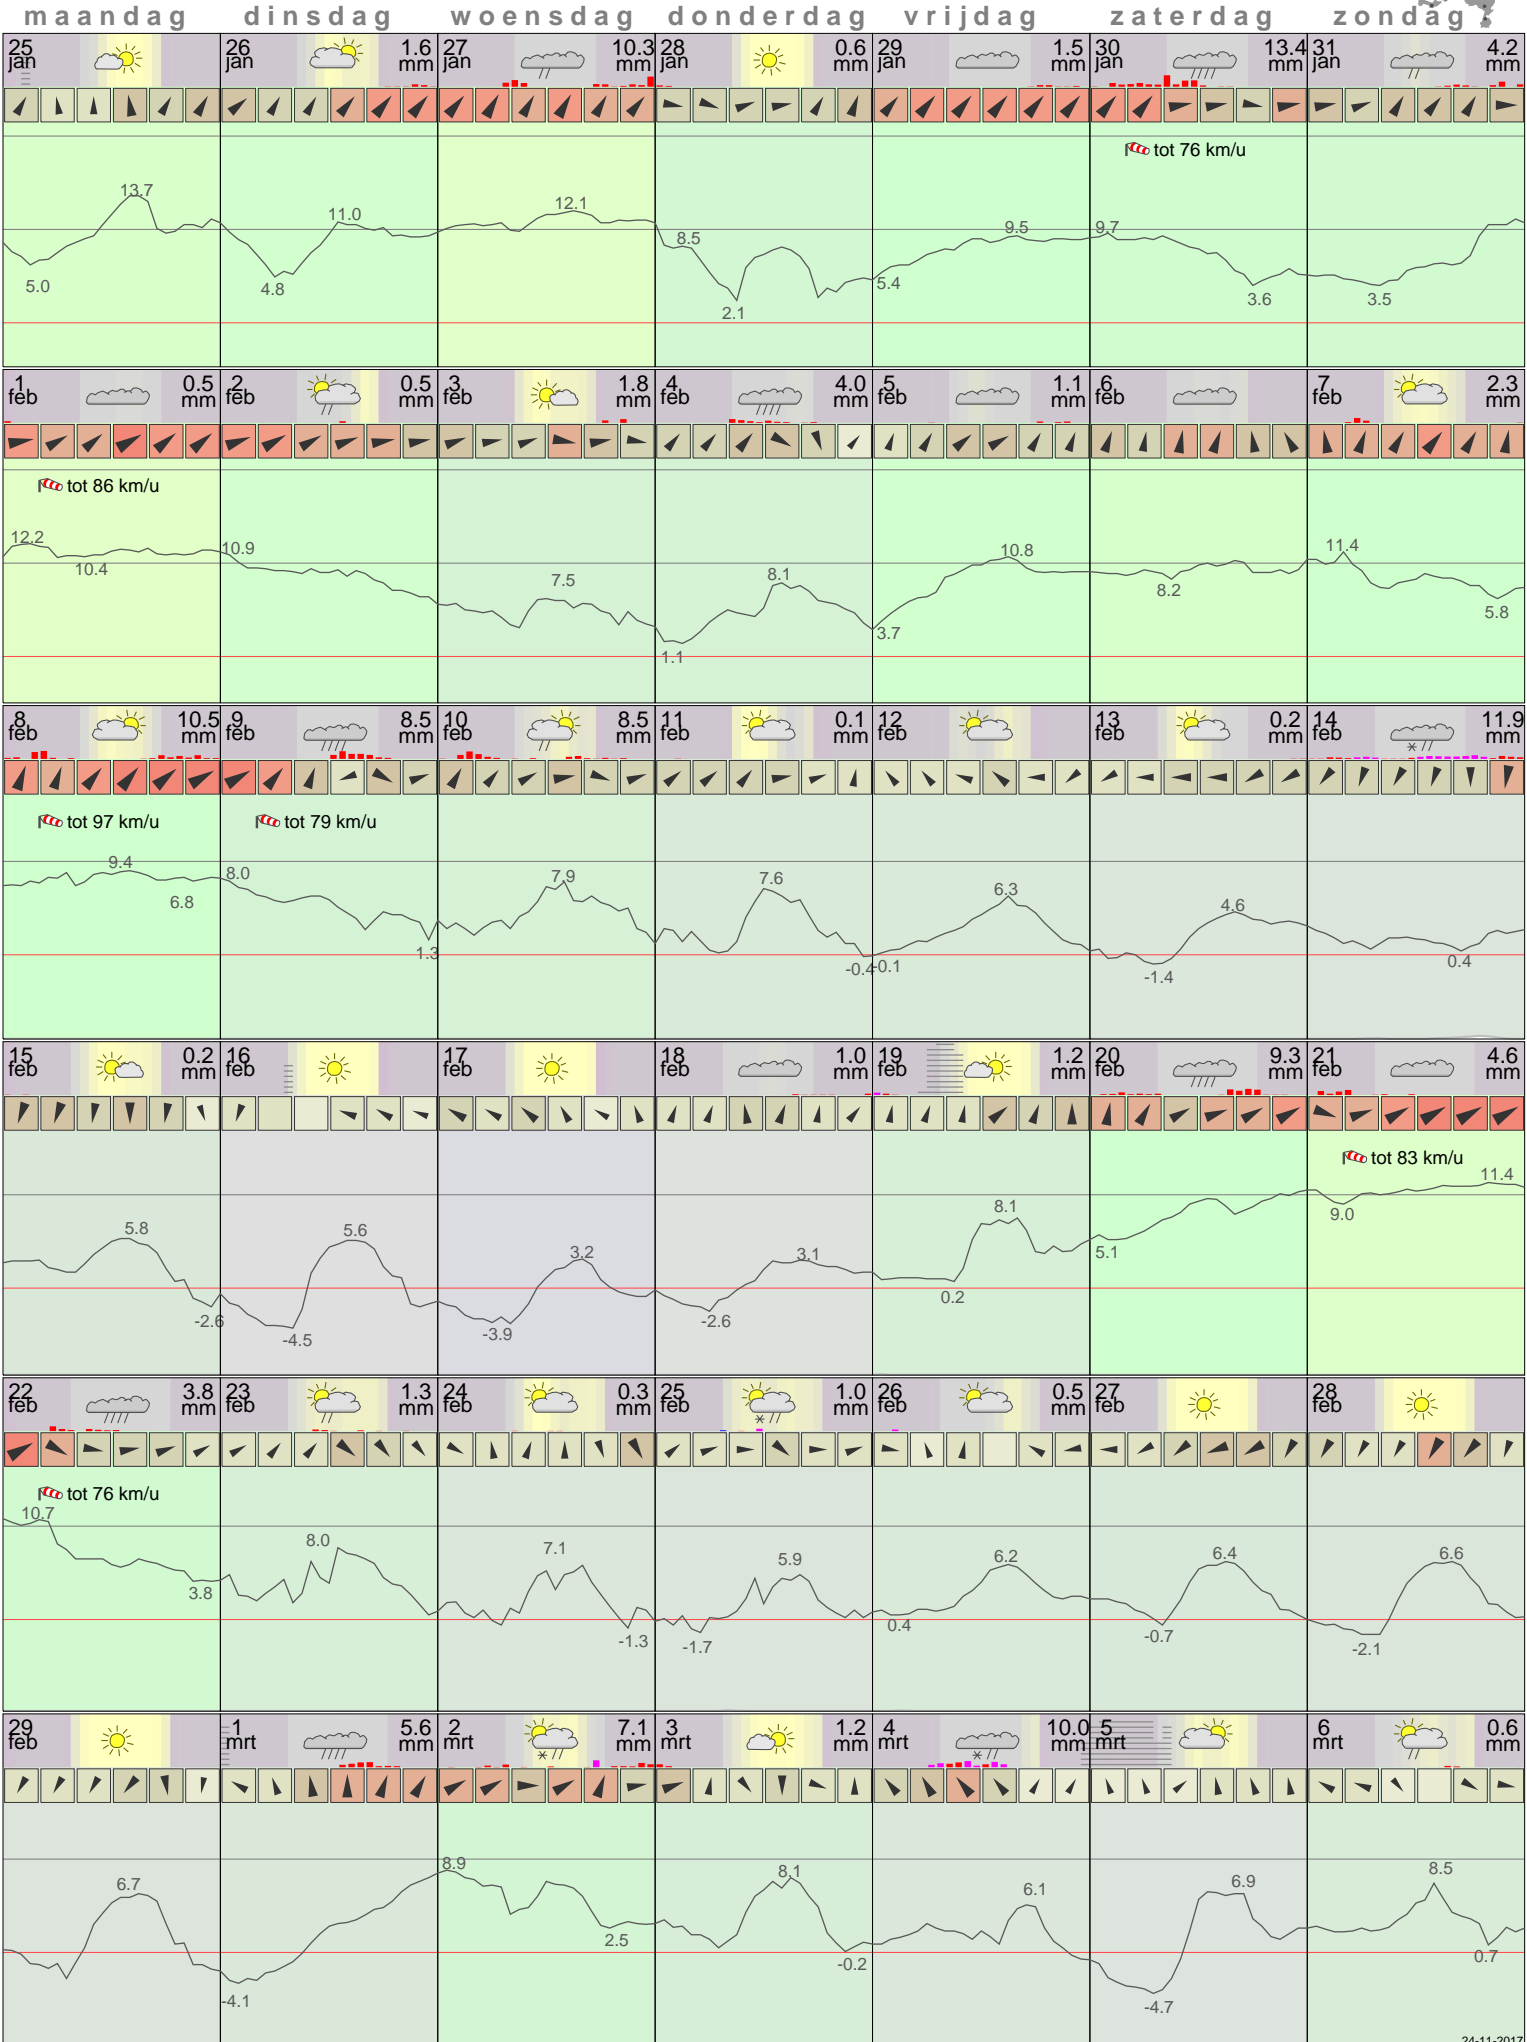 maandag dinsdag woensdag donderdag vrijdag zaterdag zondag
25 jan 26 jan 1.6 mm 27 jan 10.3 mm 28 jan 0.6 mm 29 jan 1.5 mm 30 jan 13.4 mm 31 jan 4.2 mm
tot 76 km/u
13.7 11.0 12.1 8.5 9.5 9.7
5.0 4.8 2.1 5.4 3.6 3.5
1 feb 0.5 mm 2 feb 0.5 mm 3 feb 1.8 mm 4 feb 4.0 mm 5 feb 1.1 mm 6 feb 7 feb 2.3 mm
tot 86 km/u
12.2 10.4 10.9 7.5 8.1 1.1 3.7 10.8 8.2 11.4 5.8
8 feb 10.5 mm 9 feb 8.5 mm 10 feb 8.5 mm 11 feb 0.1 mm 12 feb 13 feb 0.2 mm 14 feb 11.9 mm
tot 97 km/u tot 79 km/u
9.4 6.8 8.0 1.3 7.9 7.6 -0.4 -0.1 6.3 4.6 -1.4 0.4
15 feb 0.2 mm 16 feb 17 feb 18 feb 1.0 mm 19 feb 1.2 mm 20 feb 9.3 mm 21 feb 4.6 mm
tot 83 km/u
5.8 -2.6 5.6 -4.5 3.2 -3.9 3.1 -2.6 8.1 0.2 5.1 9.0 11.4
22 feb 3.8 mm 23 feb 1.3 mm 24 feb 0.3 mm 25 feb 1.0 mm 26 feb 0.5 mm 27 feb 28 feb
tot 76 km/u
10.7 3.8 8.0 7.1 -1.3 5.9 -1.7 6.2 0.4 6.4 -0.7 6.6 -2.1
29 feb 1 mrt 5.6 mm 2 mrt 7.1 mm 3 mrt 1.2 mm 4 mrt 10.0 mm 5 mrt 6 mrt 0.6 mm
6.7 -4.1 8.9 2.5 8.1 -0.2 6.1 6.9 -4.7 8.5 0.7
24-11-2017